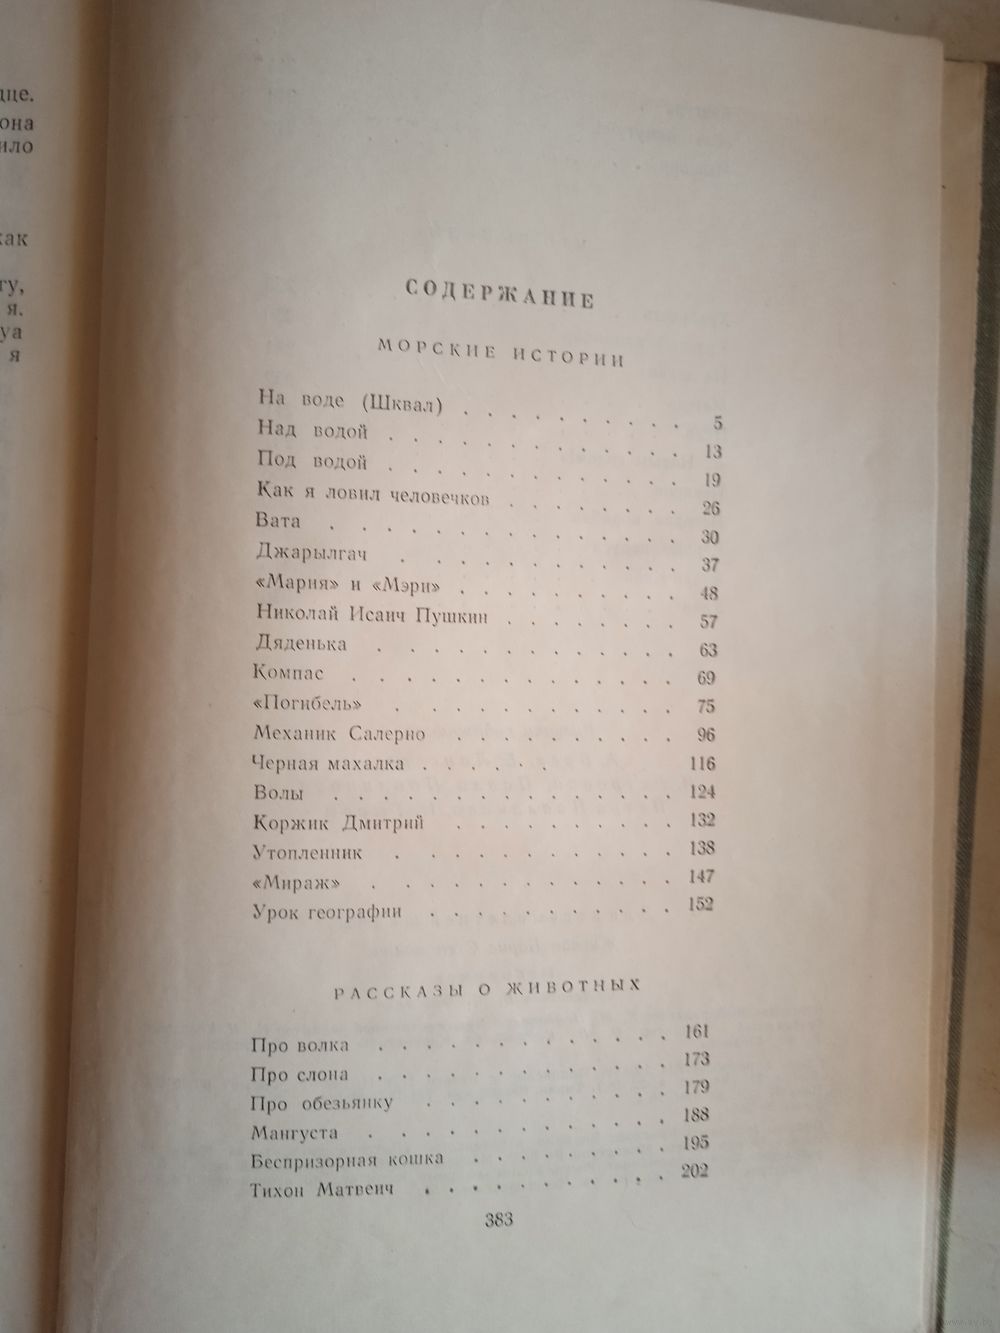 СОДЕРЖАНИЕ
МОРСКИЕ ИСТОРИИ
На воде (Шквал) . . . . . . . . . 5
Над водой . . . . . . . . . . . 13
Под водой . . . . . . . . . . . 19
Как я ловил человечков . . . . . . . 26
Вата . . . . . . . . . . . . . 30
Джарылгач . . . . . . . . . . . 37
«Мария» и «Мэри» . . . . . . . . . 48
Николай Исаич Пушкин . . . . . . . 57
Дяденька . . . . . . . . . . . . 63
Компас . . . . . . . . . . . . . 69
«Погибель» . . . . . . . . . . . 75
Механик Салерно . . . . . . . . . 96
Черная махалка . . . . . . 116
Волы . . . . . . . . . . . . . 124
Коржик Дмитрий . . . . . . . . . 132
Утопленник . . . . . . . . . . . 138
«Мираж» . . . . . . . . . . . . 147
Урок географии . . . . . . . . . . 152
РАССКАЗЫ О ЖИВОТНЫХ
Про волка . . . . . . . . . . . . 161
Про слона . . . . . . . . . . . . 173
Про обезьянку . . . . . . . . . . 179
Мангуста . . . . . . . . . . . . 188
Беспризорная кошка . . . . . . . . 195
Тихон Матвеич . . . . . . . . . . 202
383